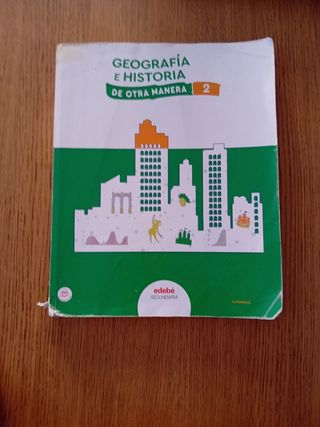 GEOGRAFÍA
E HISTORIA
DE OTRA MANERA 2
edebé
SECUNDARIA